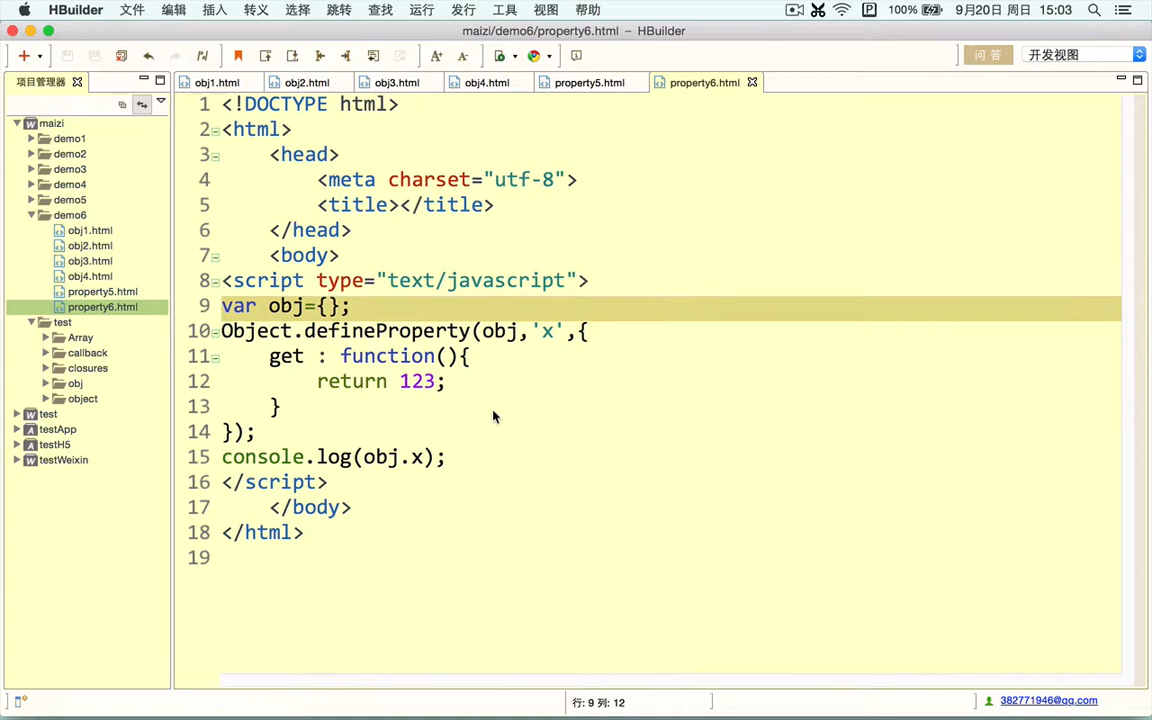 HBuilder 文件 编辑 插入 转义 选择 跳转 查找 运行 发行 工具 视图 帮助 P 100% 9月20日 周日 15:03
maizi/demo6/property6.html – HBuilder
问 答 开发视图
项目管理器 obj1.html obj2.html obj3.html obj4.html property5.html property6.html
maizi
demo1
demo2
demo3
demo4
demo5
demo6
obj1.html
obj2.html
obj3.html
obj4.html
property5.html
property6.html
test
Array
callback
closures
obj
object
test
testApp
testH5
testWeixin
1 <!DOCTYPE html>
2 <html>
3 <head>
4 <meta charset="utf-8">
5 <title></title>
6 </head>
7 <body>
8 <script type="text/javascript">
9 var obj={};
10 Object.defineProperty(obj,'x',{
11 get : function(){
12 return 123;
13 }
14 });
15 console.log(obj.x);
16 </script>
17 </body>
18 </html>
19
行: 9 列: 12
382771946@qq.com